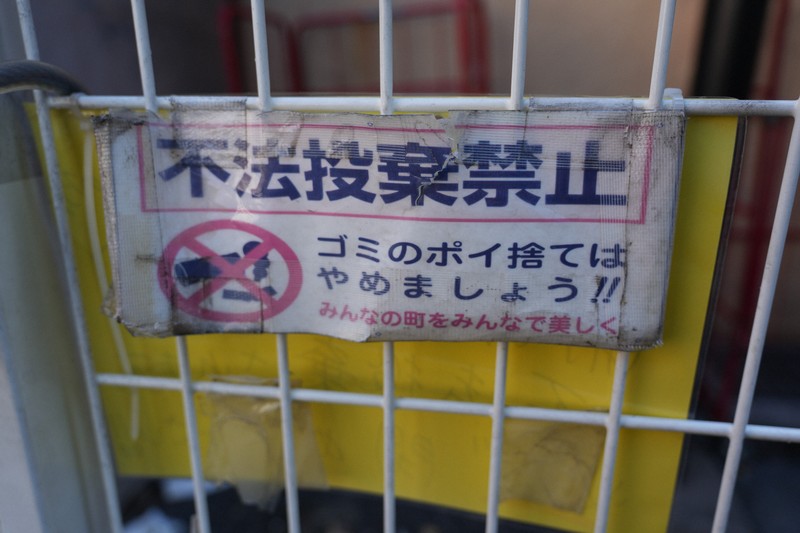 不法投棄禁止
ゴミのポイ捨ては
やめましょう!!
みんなの町をみんなで美しく